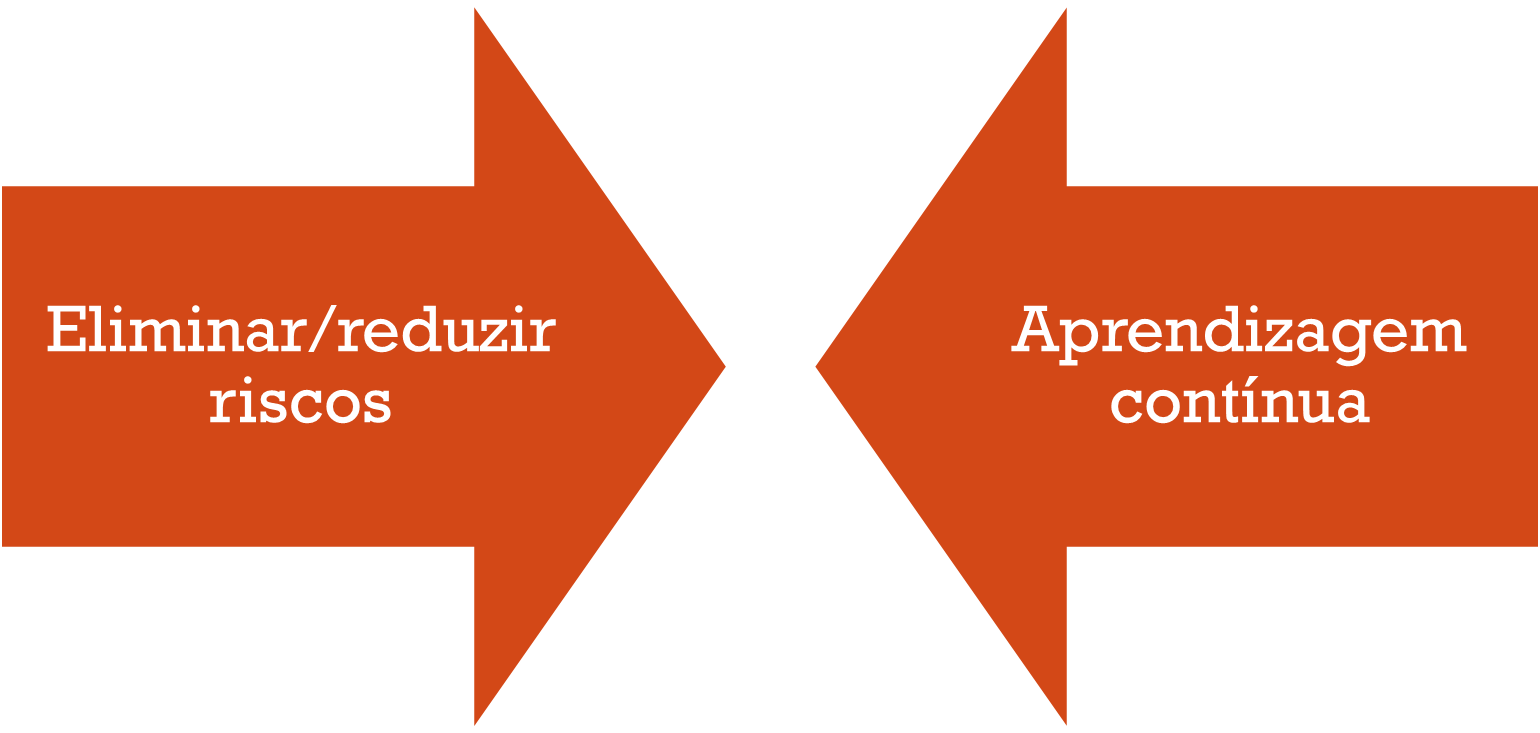 Eliminar/reduzir
riscos
Aprendizagem
contínua